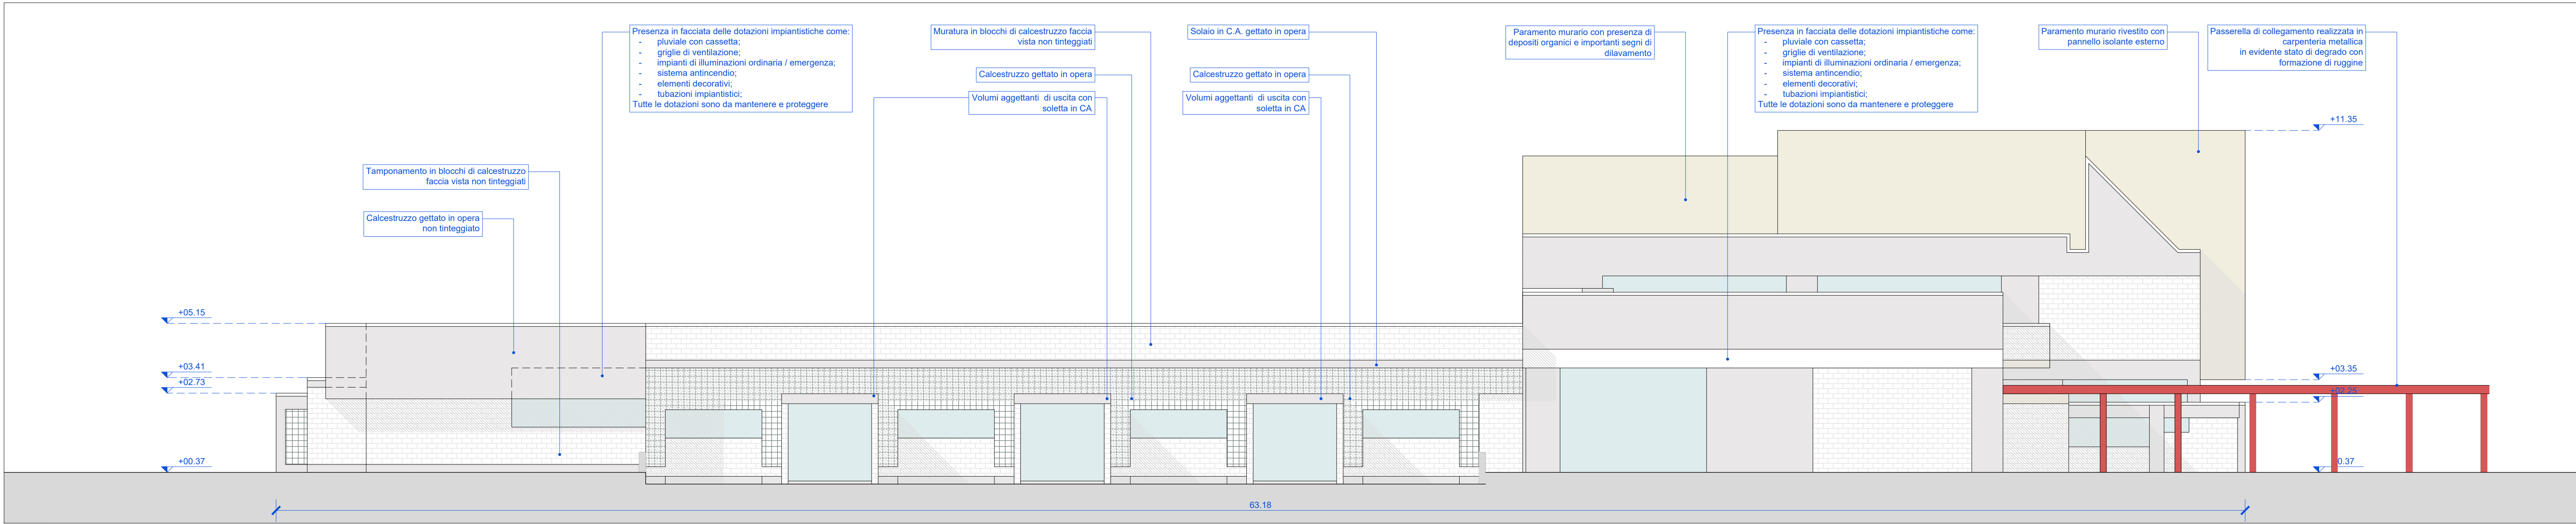 Presenza in facciata delle dotazioni impiantistiche come:
- pluviale con cassetta;
- griglie di ventilazione;
- impianti di illuminazioni ordinaria / emergenza;
- sistema antincendio;
- elementi decorativi;
- tubazioni impiantistici;
Tutte le dotazioni sono da mantenere e proteggere
Muratura in blocchi di calcestruzzo faccia
vista non tinteggiati
Calcestruzzo gettato in opera
Volumi aggettanti di uscita con
soletta in CA
Solaio in C.A. gettato in opera
Calcestruzzo gettato in opera
Volumi aggettanti di uscita con
soletta in CA
Paramento murario con presenza di
depositi organici e importanti segni di
dilavamento
Presenza in facciata delle dotazioni impiantistiche come:
- pluviale con cassetta;
- griglie di ventilazione;
- impianti di illuminazioni ordinaria / emergenza;
- sistema antincendio;
- elementi decorativi;
- tubazioni impiantistici;
Tutte le dotazioni sono da mantenere e proteggere
Paramento murario rivestito con
pannello isolante esterno
Passerella di collegamento realizzata in
carpenteria metallica
in evidente stato di degrado con
formazione di ruggine
Tamponamento in blocchi di calcestruzzo
faccia vista non tinteggiati
Calcestruzzo gettato in opera
non tinteggiato
+11.35
+05.15
+03.41
+02.73
+00.37
+03.35
+02.25
0.37
63.18